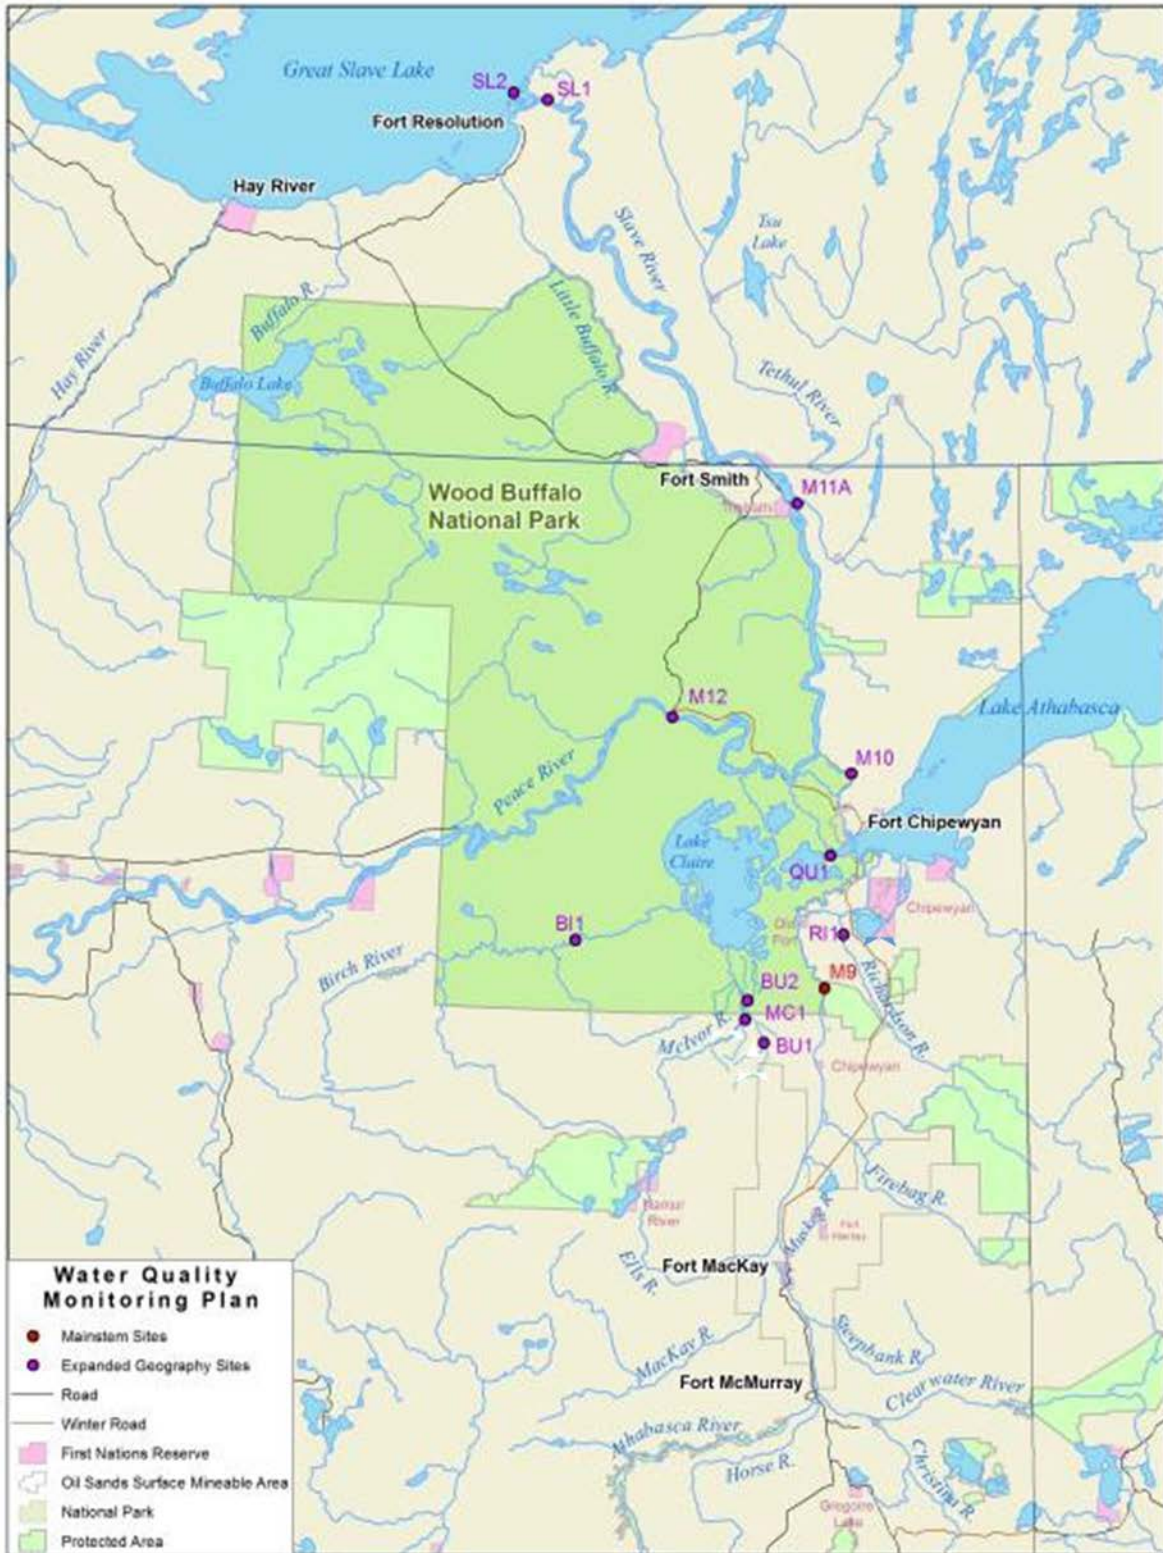 Great Slave Lake
SL2
SL1
Fort Resolution
Hay River
Slave River
Tsu
Lake
Buffalo R.
Little Buffalo R.
Hay River
Buffalo Lake
Tethul River
Fort Smith
Wood Buffalo
National Park
M11A
M12
Lake Athabasca
Peace River
M10
Fort Chipewyan
Lake
Claire
QU1
Chipewyan
BI1
RI1
Birch River
M9
BU2
Richardson R.
MC1
McIvor R.
BU1
Chipewyan
Firebag R.
River
Ells R.
Fort MacKay
Steepbank R.
MacKay R.
Fort McMurray
Clearwater River
Athabasca River
Horse R.
Christina R.
Gregoire
Lake
Water Quality
Monitoring Plan
Mainstem Sites
Expanded Geography Sites
Road
Winter Road
First Nations Reserve
Oil Sands Surface Mineable Area
National Park
Protected Area